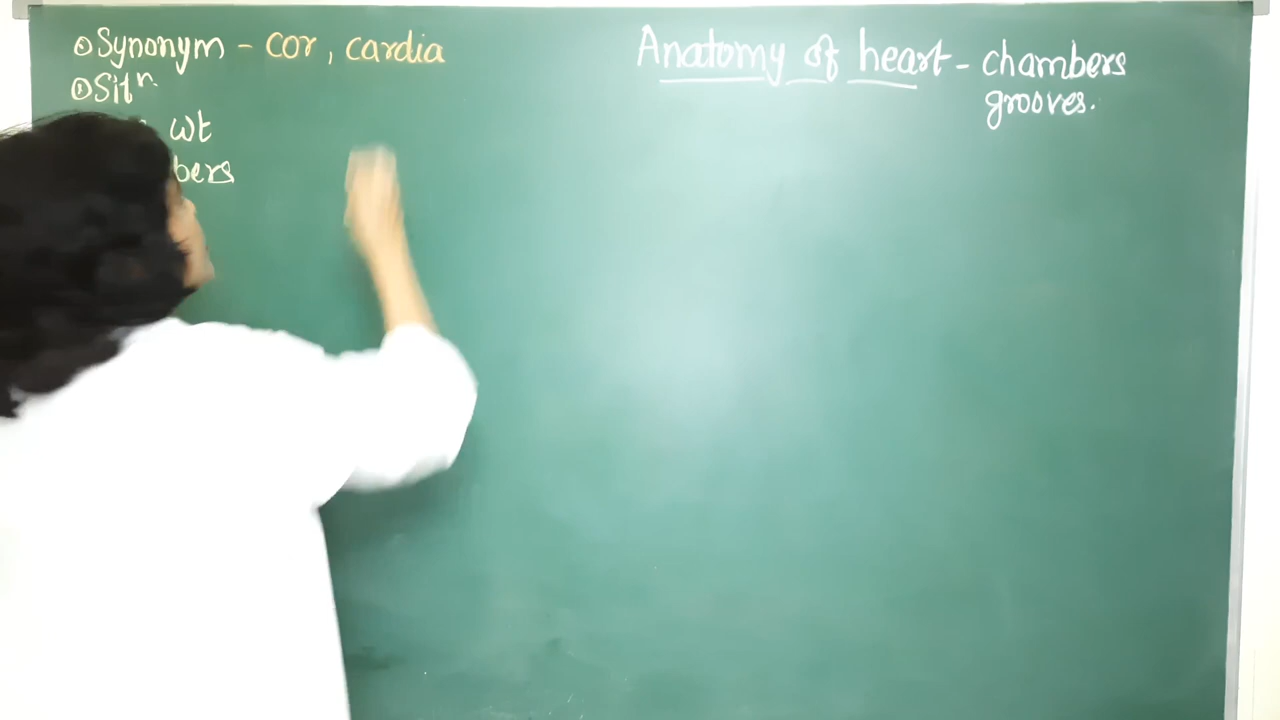 Synonym - cor, cardia
Sitⁿ
wt
bers
Anatomy of heart - chambers
grooves.